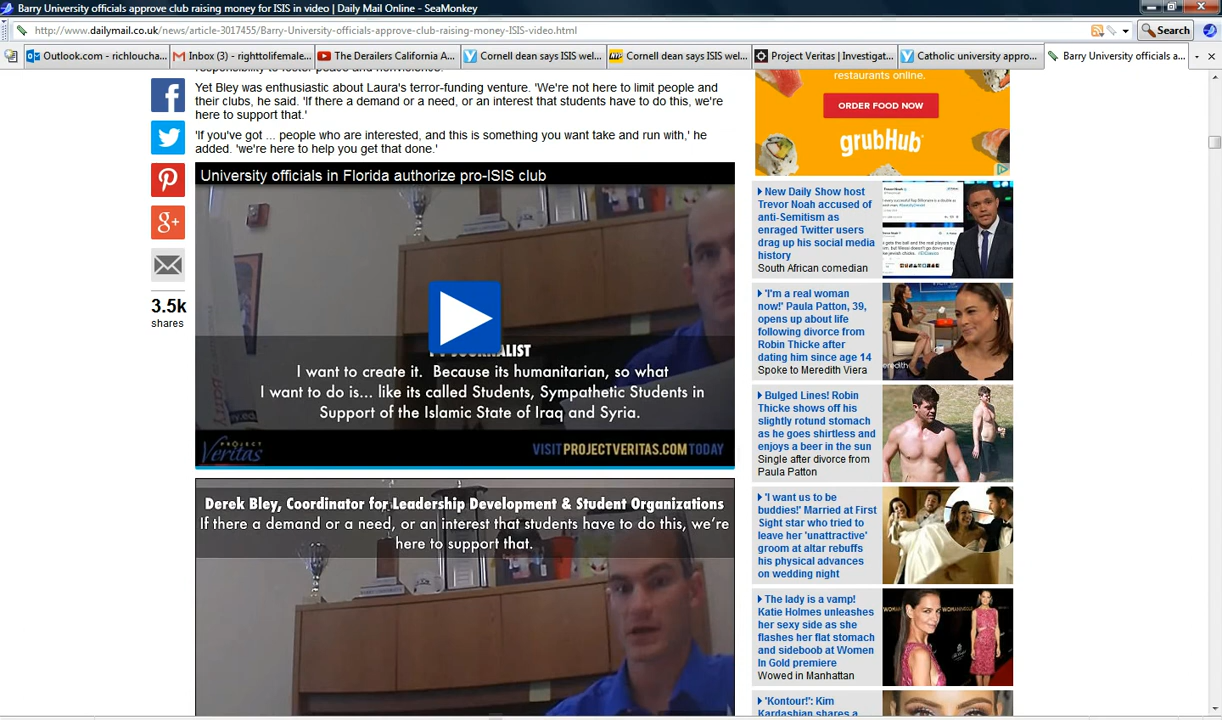 Barry University officials approve club raising money for ISIS in video | Daily Mail Online - SeaMonkey
http://www.dailymail.co.uk/news/article-3017455/Barry-University-officials-approve-club-raising-money-ISIS-video.html
Search
Outlook.com - richloucha...
Inbox (3) - righttolifemale...
The Derailers California A...
Cornell dean says ISIS wel...
Cornell dean says ISIS wel...
Project Veritas | Investigat...
Catholic university appro...
Barry University officials a...
responsibility to foster peace and nonviolence.
Yet Bley was enthusiastic about Laura's terror-funding venture. 'We're not here to limit people and
their clubs, he said. 'If there a demand or a need, or an interest that students have to do this, we're
here to support that.'
'If you've got ... people who are interested, and this is something you want take and run with,' he
added. 'we're here to help you get that done.'
3.5k
shares
University officials in Florida authorize pro-ISIS club
I want to create it. Because its humanitarian, so what
I want to do is... like its called Students, Sympathetic Students in
Support of the Islamic State of Iraq and Syria.
PROJECT
Veritas
VISIT PROJECTVERITAS.COM TODAY
Derek Bley, Coordinator for Leadership Development & Student Organizations
If there a demand or a need, or an interest that students have to do this, we're
here to support that.
restaurants online.
ORDER FOOD NOW
grubHub
New Daily Show host
Trevor Noah accused of
anti-Semitism as
enraged Twitter users
drag up his social media
history
South African comedian
'I'm a real woman
now!' Paula Patton, 39,
opens up about life
following divorce from
Robin Thicke after
dating him since age 14
Spoke to Meredith Viera
Bulged Lines! Robin
Thicke shows off his
slightly rotund stomach
as he goes shirtless and
enjoys a beer in the sun
Single after divorce from
Paula Patton
'I want us to be
buddies!' Married at First
Sight star who tried to
leave her 'unattractive'
groom at altar rebuffs
his physical advances
on wedding night
The lady is a vamp!
Katie Holmes unleashes
her sexy side as she
flashes her flat stomach
and sideboob at Women
In Gold premiere
Wowed in Manhattan
'Kontour!': Kim
Kardashian shares a